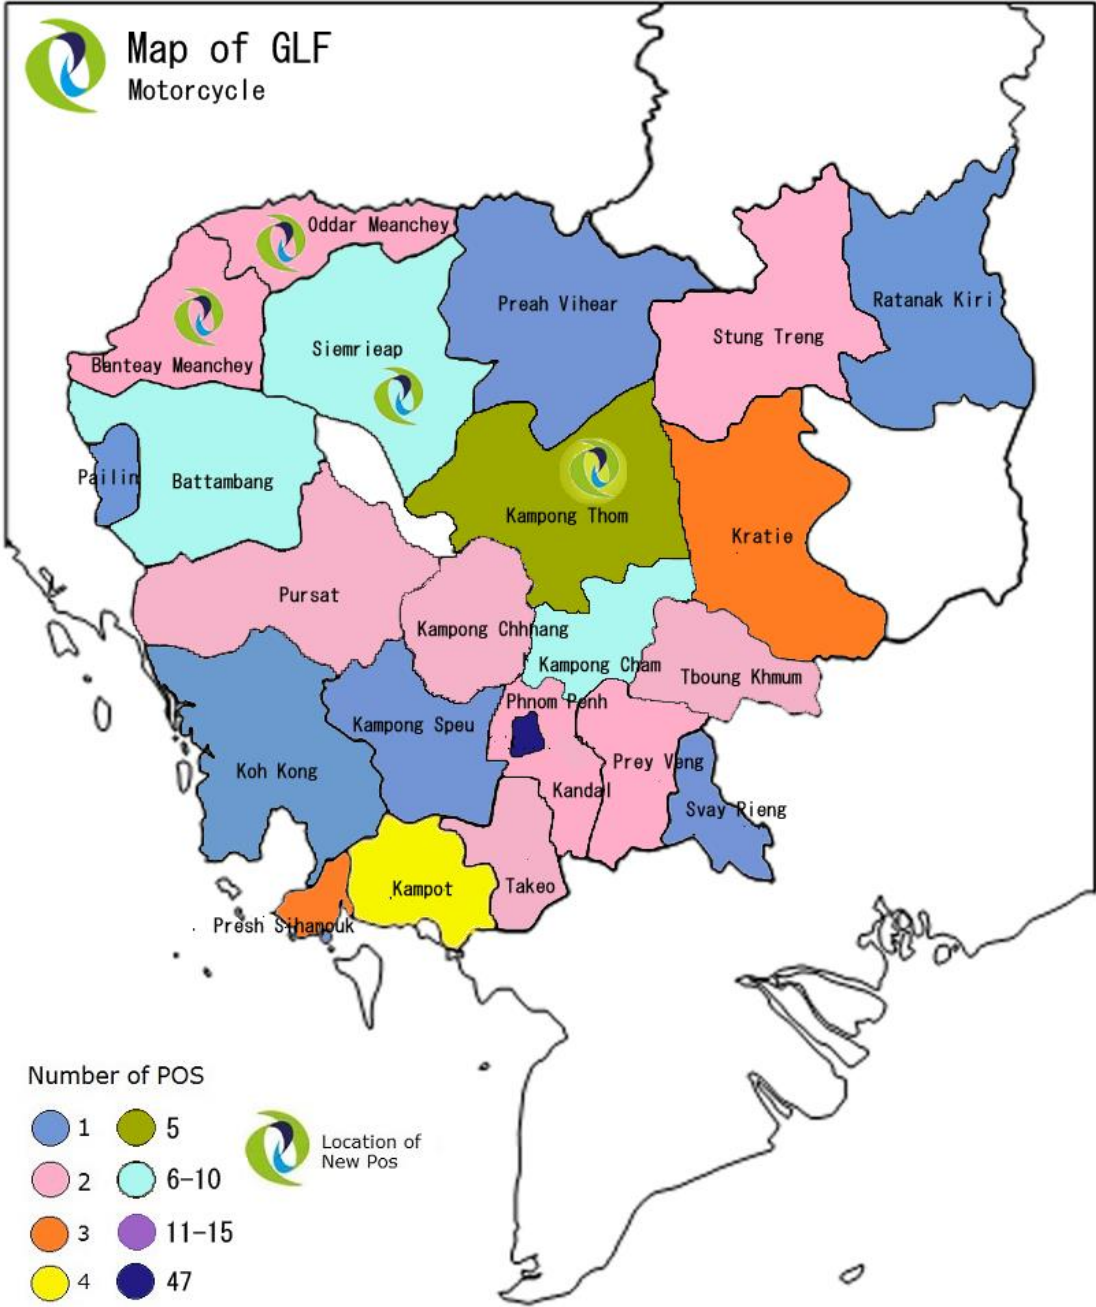 Map of GLF
Motorcycle
Oddar Meanchey
Preah Vihear
Ratanak Kiri
Stung Treng
Siemrieap
Banteay Meanchey
Pailin
Battambang
Kampong Thom
Kratie
Pursat
Kampong Chhnang
Kampong Cham
Tboung Khmum
Phnom Penh
Kampong Speu
Prey Veng
Koh Kong
Kandal
Svay Rieng
Kampot
Takeo
Presh Sihanouk
Number of POS
1
5
2
6-10
3
11-15
4
47
Location of
New Pos